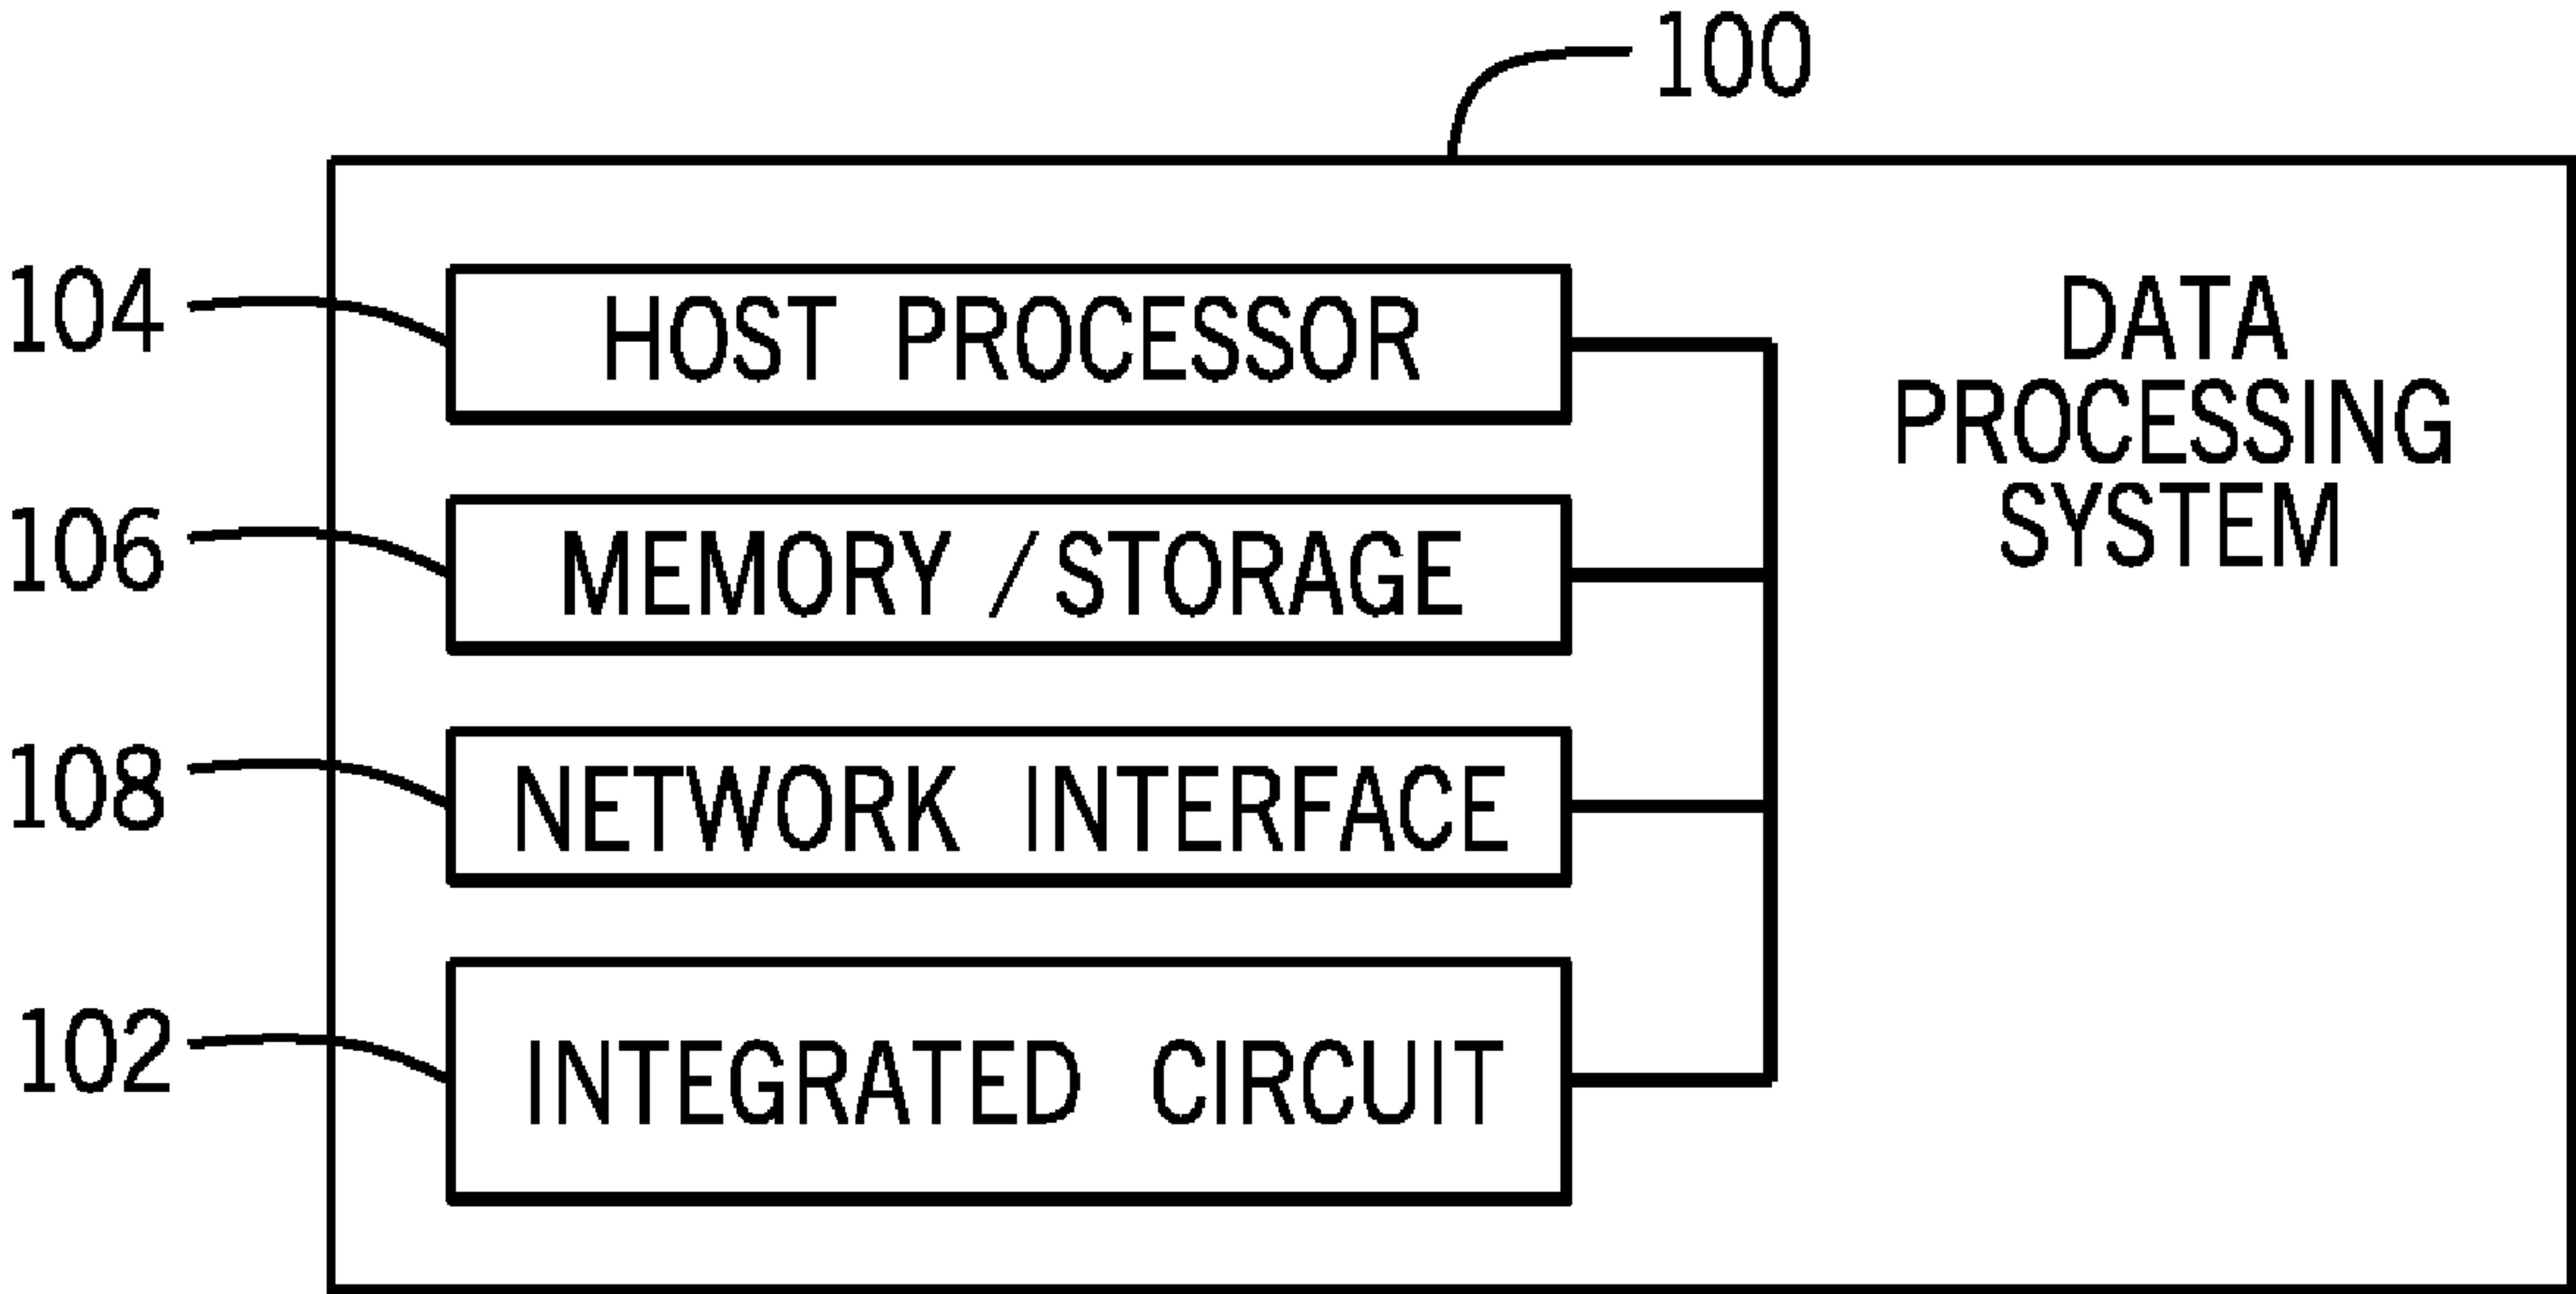 100
104
HOST PROCESSOR
DATA
PROCESSING
SYSTEM
106
MEMORY / STORAGE
108
NETWORK INTERFACE
102
INTEGRATED CIRCUIT